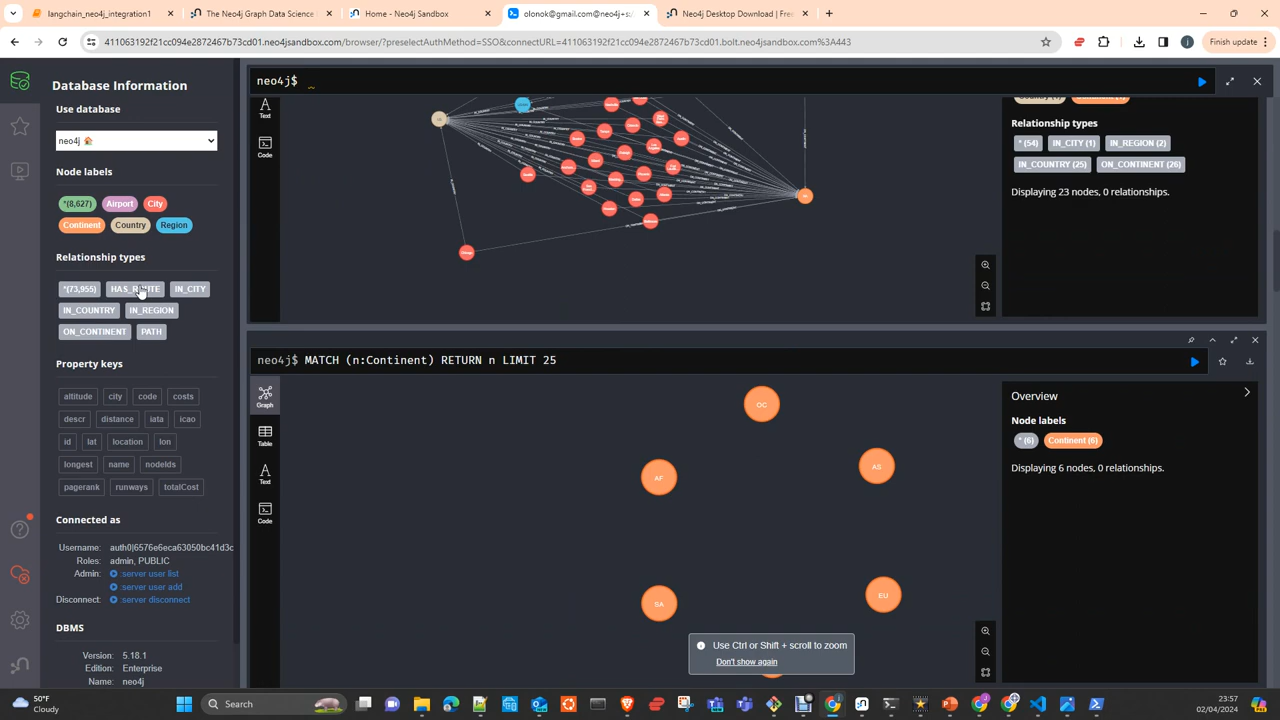 langchain_neo4j_integration1
The Neo4j Graph Data Science
Home - Neo4j Sandbox
olonok@gmail.com@neo4j+s:/
Neo4j Desktop Download | Free
411063192f21cc094e2872467b73cd01.neo4jsandbox.com/browser/?preselectAuthMethod=SSO&connectURL=411063192f21cc094e2872467b73cd01.bolt.neo4jsandbox.com%3A443
Finish update
Database Information
Use database
neo4j
Node labels
*(8,627) Airport City
Continent Country Region
Relationship types
*(73,955) HAS_ROUTE IN_CITY
IN_COUNTRY IN_REGION
ON_CONTINENT PATH
Property keys
altitude city code costs
descr distance iata icao
id lat location lon
longest name nodeIds
pagerank runways totalCost
Connected as
Username: auth0|6576e6eca63050bc41d3c
Roles: admin, PUBLIC
Admin: :server user list
:server user add
Disconnect: :server disconnect
DBMS
Version: 5.18.1
Edition: Enterprise
Name: neo4j
neo4j$ _
Text
Code
Relationship types
* (54) IN_CITY (1) IN_REGION (2)
IN_COUNTRY (25) ON_CONTINENT (26)
Displaying 23 nodes, 0 relationships.
neo4j$ MATCH (n:Continent) RETURN n LIMIT 25
Graph
Table
Text
Code
OC
AF
AS
SA
EU
Use Ctrl or Shift + scroll to zoom
Don't show again
Overview
Node labels
* (6) Continent (6)
Displaying 6 nodes, 0 relationships.
50°F
Cloudy
Search
23:57
02/04/2024